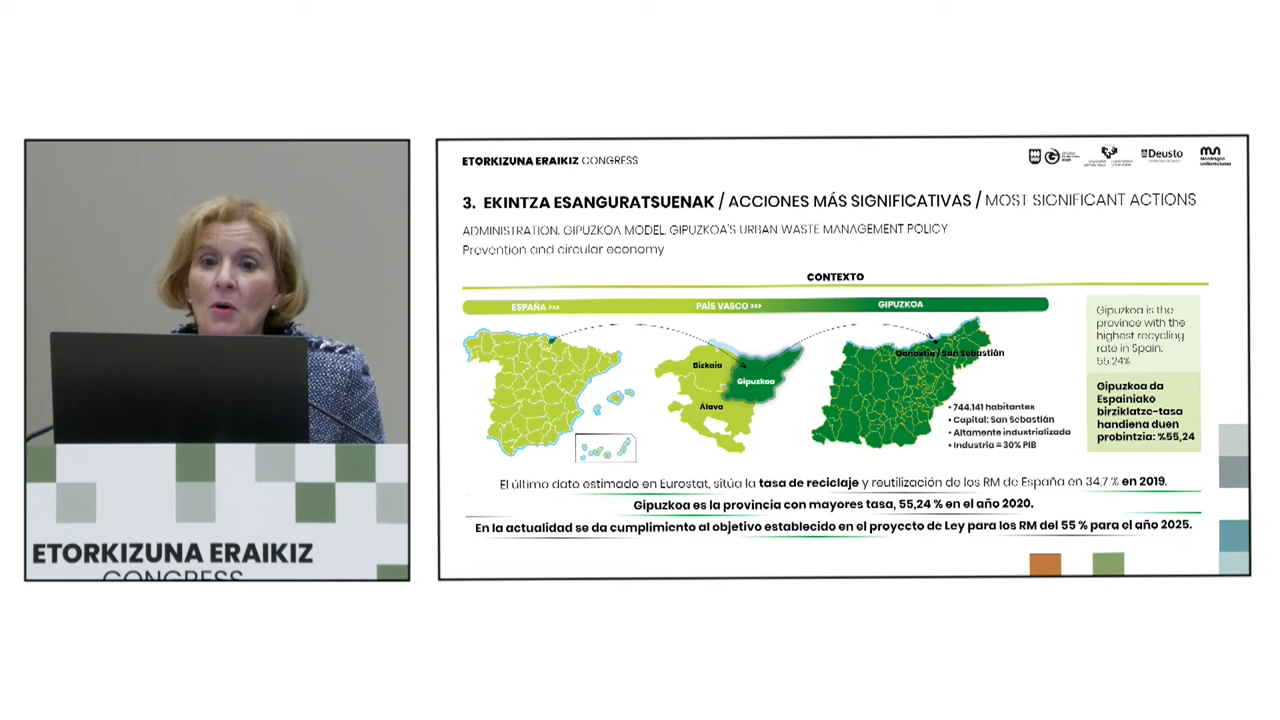 ETORKIZUNA ERAIKIZ
CONGRESS
ETORKIZUNA ERAIKIZ CONGRESS
Deusto
3. EKINTZA ESANGURATSUENAK / ACCIONES MÁS SIGNIFICATIVAS / MOST SIGNIFICANT ACTIONS
ADMINISTRATION. GIPUZKOA MODEL, GIPUZKOA'S URBAN WASTE MANAGEMENT POLICY
Prevention and circular economy
CONTEXTO
ESPAÑA >>>
PAÍS VASCO >>>
GIPUZKOA
Bizkaia
Gipuzkoa
Álava
Donostia / San Sebastián
• 744.141 habitantes
• Capital: San Sebastián
• Altamente industrializada
• Industria = 30% PIB
Gipuzkoa is the
province with the
highest recycling
rate in Spain:
55.24%
Gipuzkoa da
Espainiako
birziklatze-tasa
handiena duen
probintzia: %55,24
El último dato estimado en Eurostat, sitúa la tasa de reciclaje y reutilización de los RM de España en 34,7 % en 2019.
Gipuzkoa es la provincia con mayores tasa, 55,24 % en el año 2020.
En la actualidad se da cumplimiento al objetivo establecido en el proyecto de Ley para los RM del 55 % para el año 2025.